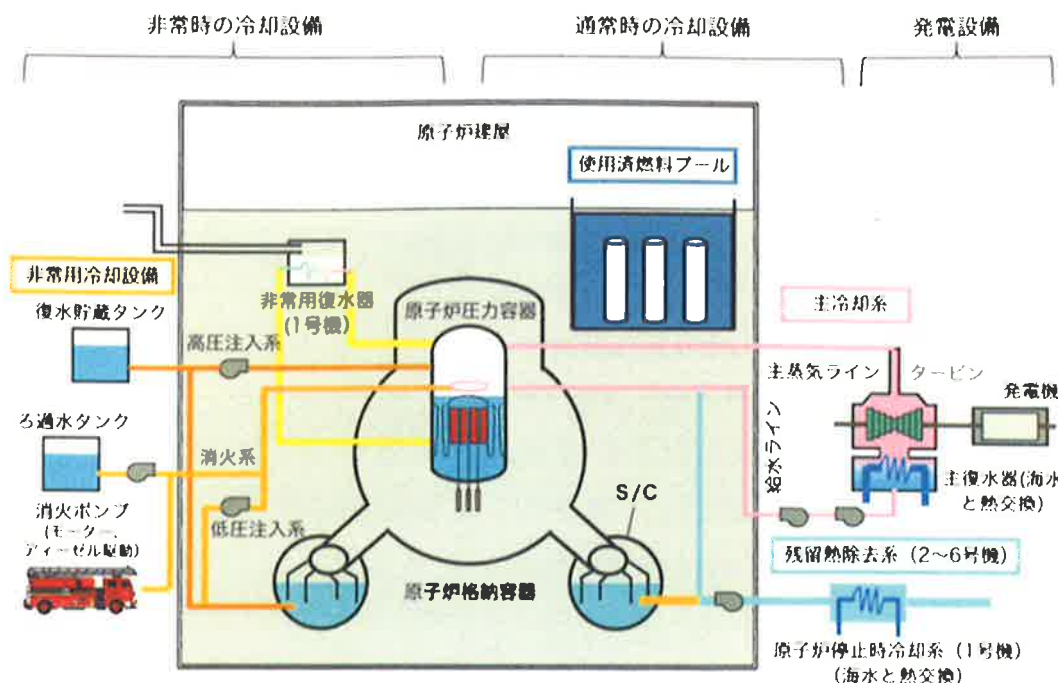 非常時の冷却設備
通常時の冷却設備
発電設備
原子炉建屋
使用済燃料プール
非常用冷却設備
復水貯蔵タンク
非常用復水器
(1号機)
原子炉圧力容器
主冷却系
高圧注入系
主蒸気ライン
タービン
発電機
ろ過水タンク
消火系
給水ライン
主復水器(海水
と熱交換)
消火ポンプ
(モーター、
ディーゼル駆動)
低圧注入系
S/C
残留熱除去系(2〜6号機)
原子炉格納容器
原子炉停止時冷却系(1号機)
(海水と熱交換)